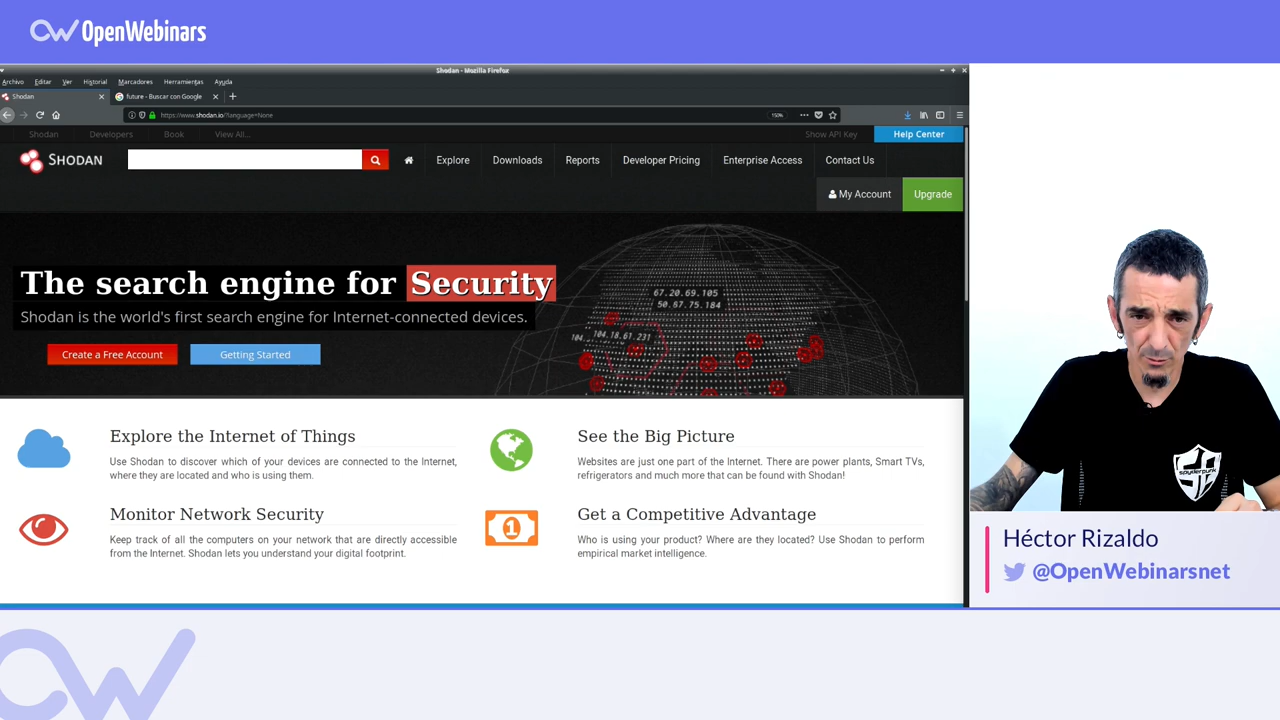 OpenWebinars
Shodan - Mozilla Firefox
Archivo Editar Ver Historial Marcadores Herramientas Ayuda
Shodan
future - Buscar con Google
https://www.shodan.io/?language=None
150%
Shodan Developers Book View All...
Show API Key
Help Center
SHODAN
Explore Downloads Reports Developer Pricing Enterprise Access Contact Us
My Account
Upgrade
The search engine for Security
Shodan is the world's first search engine for Internet-connected devices.
Create a Free Account
Getting Started
67.20.69.105
50.67.75.184
104.18.61.231
104.
Explore the Internet of Things
Use Shodan to discover which of your devices are connected to the Internet,
where they are located and who is using them.
See the Big Picture
Websites are just one part of the Internet. There are power plants, Smart TVs,
refrigerators and much more that can be found with Shodan!
Monitor Network Security
Keep track of all the computers on your network that are directly accessible
from the Internet. Shodan lets you understand your digital footprint.
1
Get a Competitive Advantage
Who is using your product? Where are they located? Use Shodan to perform
empirical market intelligence.
spyderpunk
Héctor Rizaldo
@OpenWebinarsnet